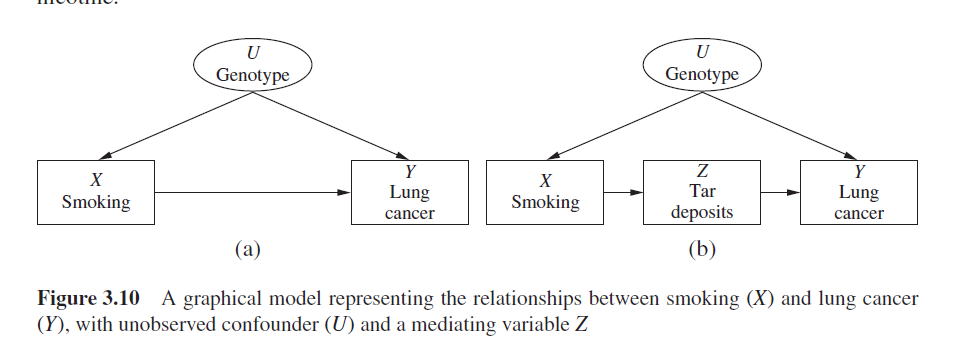 U
Genotype
X
Smoking
Y
Lung
cancer
(a)
U
Genotype
X
Smoking
Z
Tar
deposits
Y
Lung
cancer
(b)
Figure 3.10 A graphical model representing the relationships between smoking (X) and lung cancer
(Y), with unobserved confounder (U) and a mediating variable Z